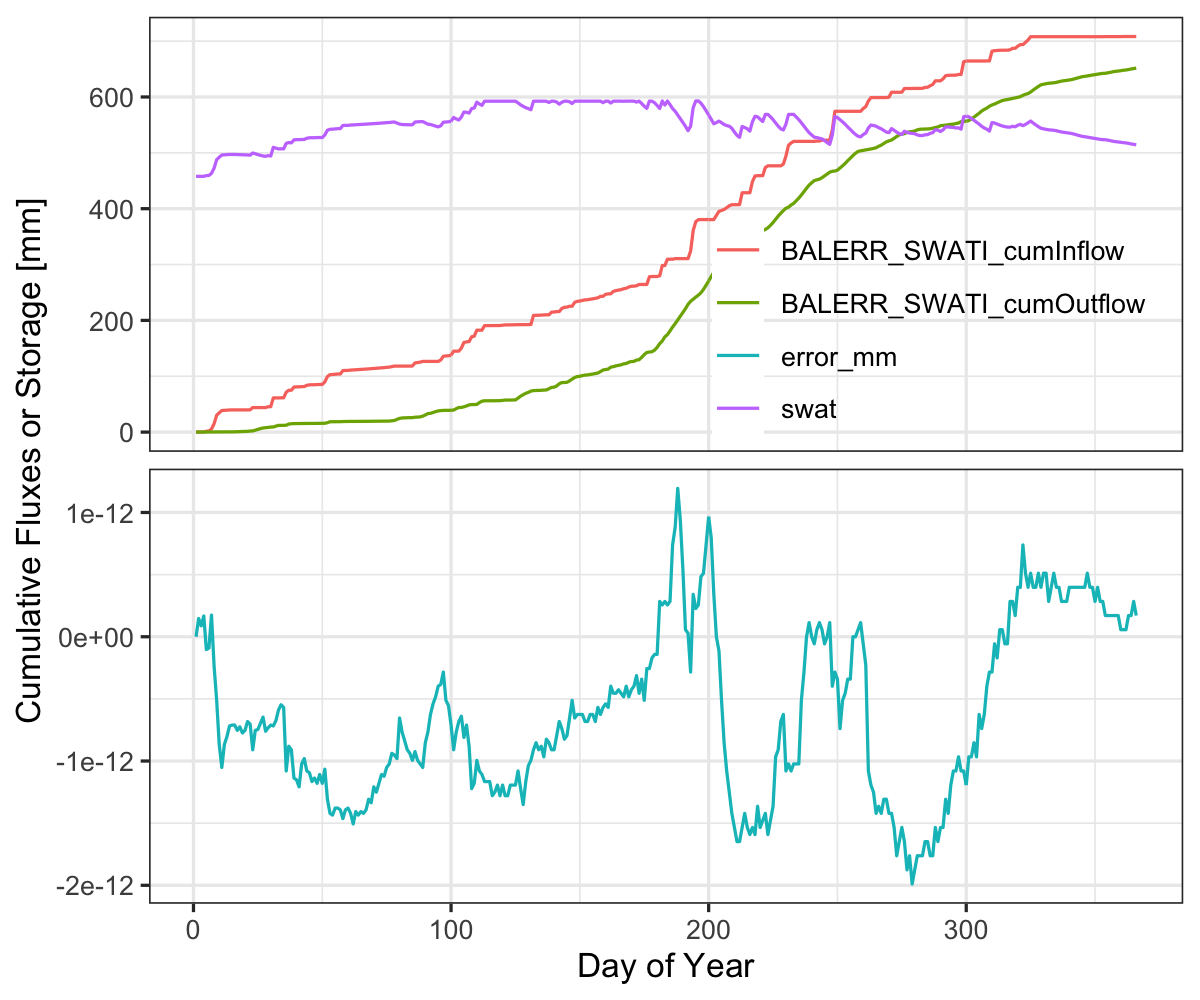 Cumulative Fluxes or Storage [mm]
600
400
200
0
BALERR_SWATI_cumInflow
BALERR_SWATI_cumOutflow
error_mm
swat
1e-12
0e+00
-1e-12
-2e-12
0 100 200 300
Day of Year